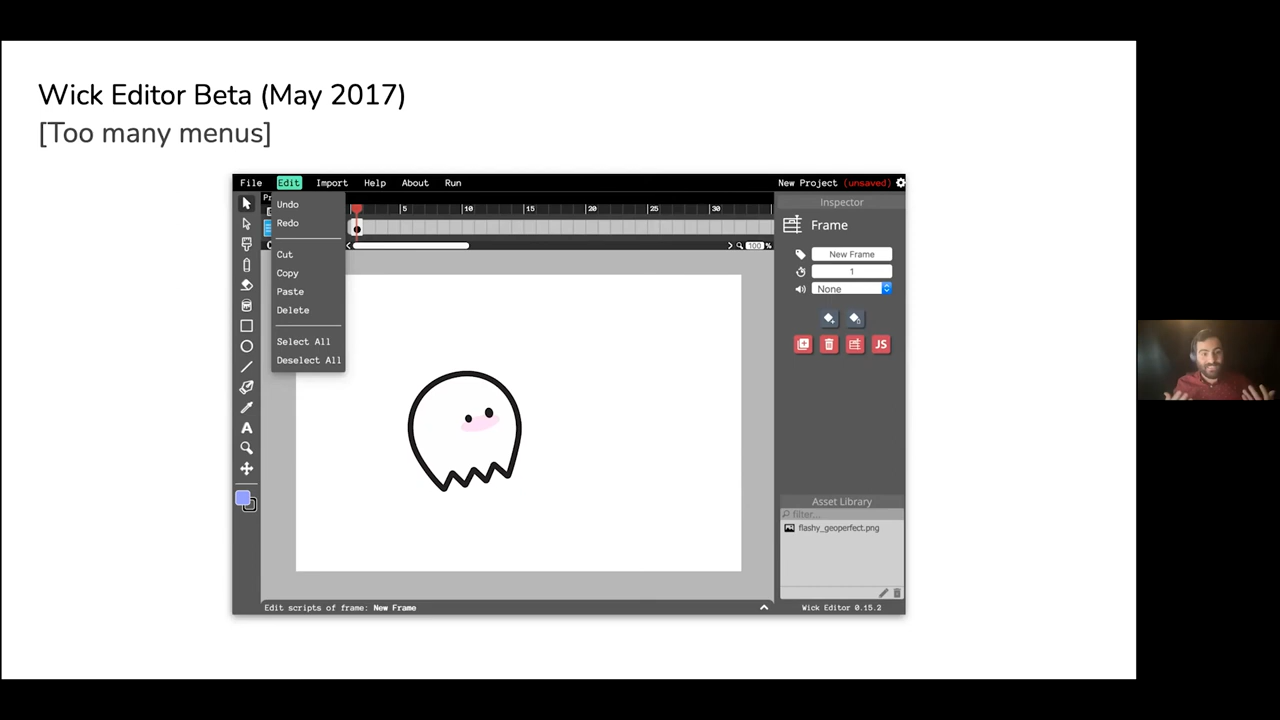 Wick Editor Beta (May 2017)
[Too many menus]
File Edit Import Help About Run New Project (unsaved)
Undo
Redo
Cut
Copy
Paste
Delete
Select All
Deselect All
5 10 15 20 25 30
100 %
Inspector
Frame
New Frame
1
None
JS
A
Asset Library
filter...
flashy_geoperfect.png
Edit scripts of frame: New Frame
Wick Editor 0.15.2